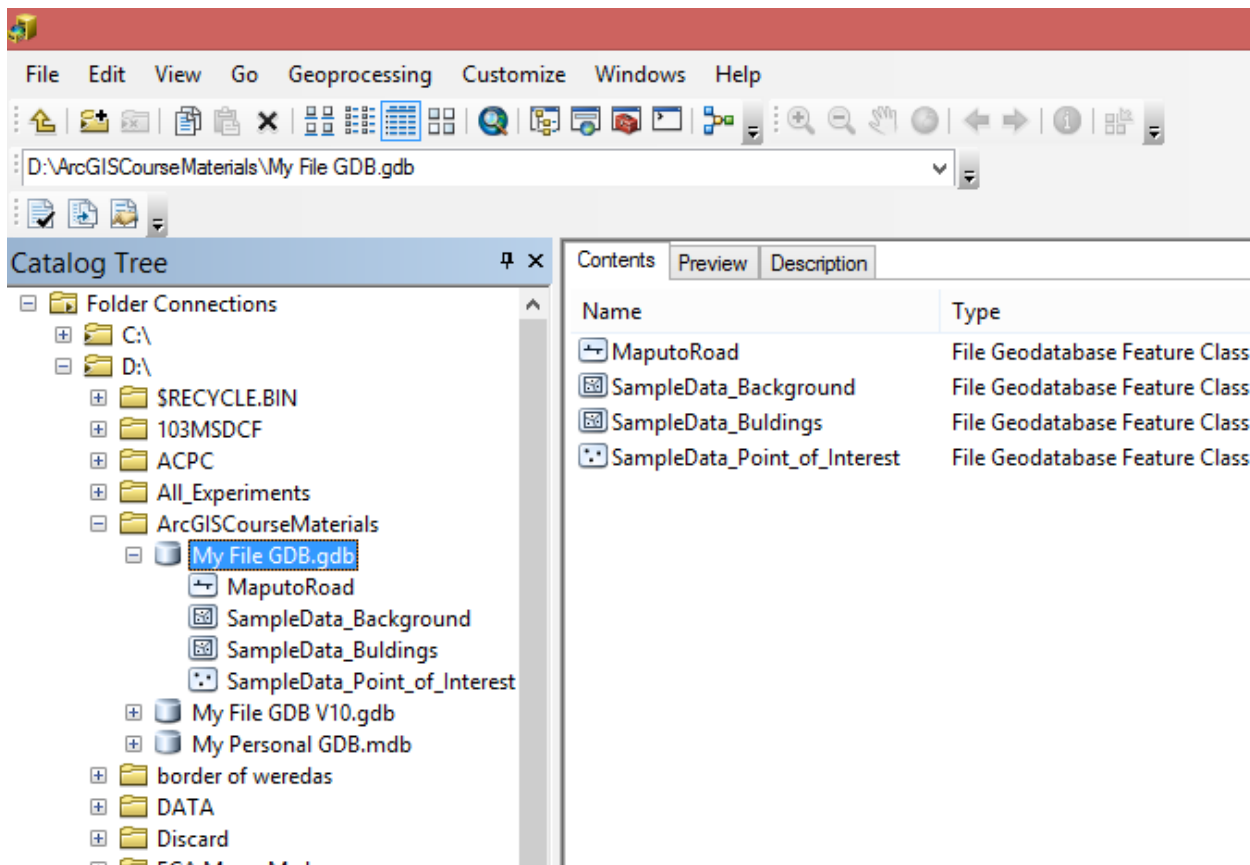 File Edit View Go Geoprocessing Customize Windows Help
D:\ArcGISCourseMaterials\My File GDB.gdb
Catalog Tree
Folder Connections
C:\
D:\
$RECYCLE.BIN
103MSDCF
ACPC
All_Experiments
ArcGISCourseMaterials
My File GDB.gdb
MaputoRoad
SampleData_Background
SampleData_Buldings
SampleData_Point_of_Interest
My File GDB V10.gdb
My Personal GDB.mdb
border of weredas
DATA
Discard
Contents Preview Description
Name Type
MaputoRoad File Geodatabase Feature Class
SampleData_Background File Geodatabase Feature Class
SampleData_Buldings File Geodatabase Feature Class
SampleData_Point_of_Interest File Geodatabase Feature Class